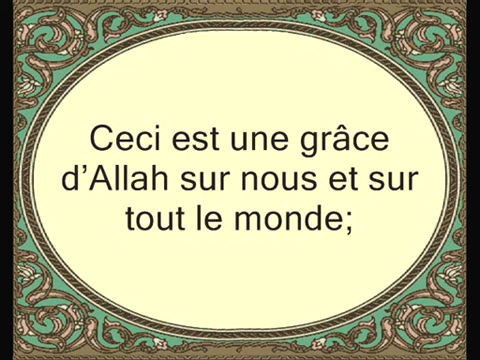 Ceci est une grâce
d’Allah sur nous et sur
tout le monde;